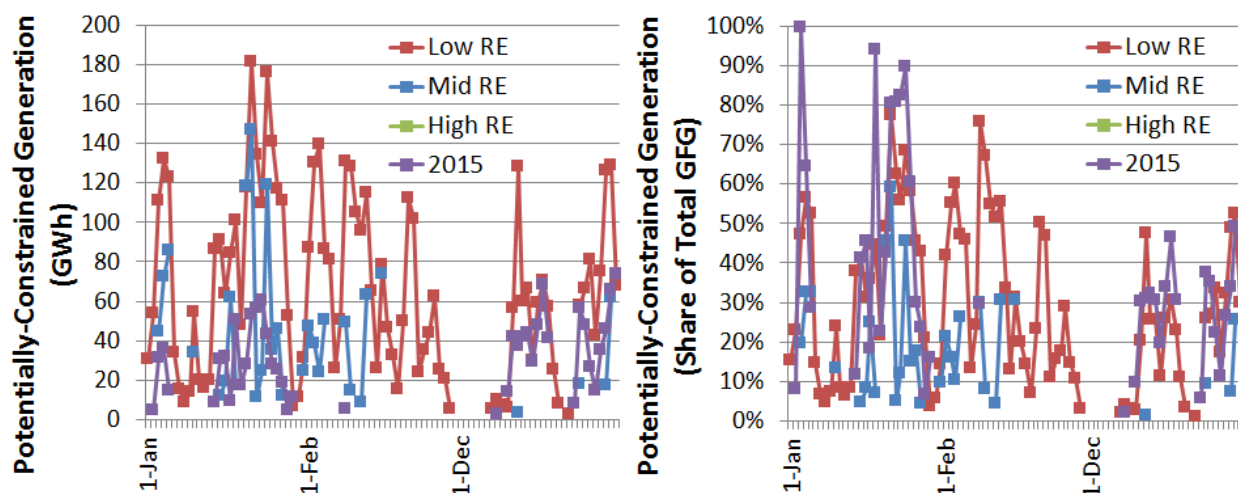 Potentially-Constrained Generation
(GWh)
200
180
160
140
120
100
80
60
40
20
0
Low RE
Mid RE
High RE
2015
1-Jan
1-Feb
1-Dec
Potentially-Constrained Generation
(Share of Total GFG)
100%
90%
80%
70%
60%
50%
40%
30%
20%
10%
0%
Low RE
Mid RE
High RE
2015
1-Jan
1-Feb
1-Dec